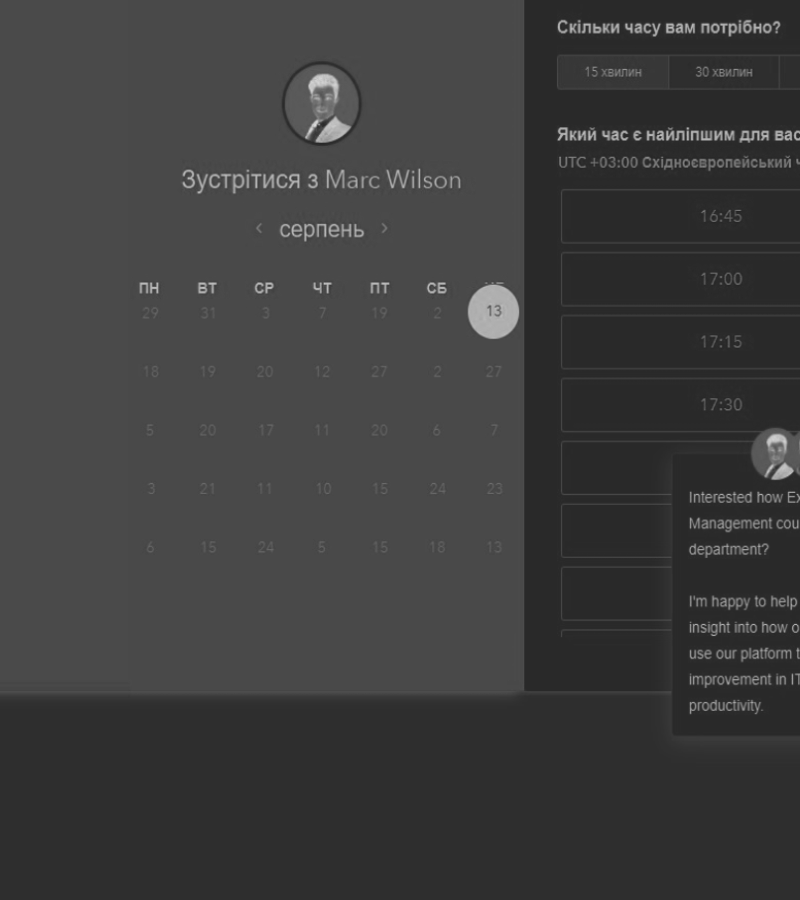 Зустрітися з Marc Wilson
‹ серпень ›
ПН ВТ СР ЧТ ПТ СБ
29 31 3 7 19 2 13
18 19 20 12 27 2 27
5 20 17 11 20 6 7
3 21 11 10 15 24 23
6 15 24 5 15 18 13
Скільки часу вам потрібно?
15 хвилин 30 хвилин
Який час є найліпшим для вас
UTC +03:00 Східноєвропейський
16:45
17:00
17:15
17:30
Interested how
Management
department?
I'm happy to help
insight into how
use our platform
improvement in
productivity.